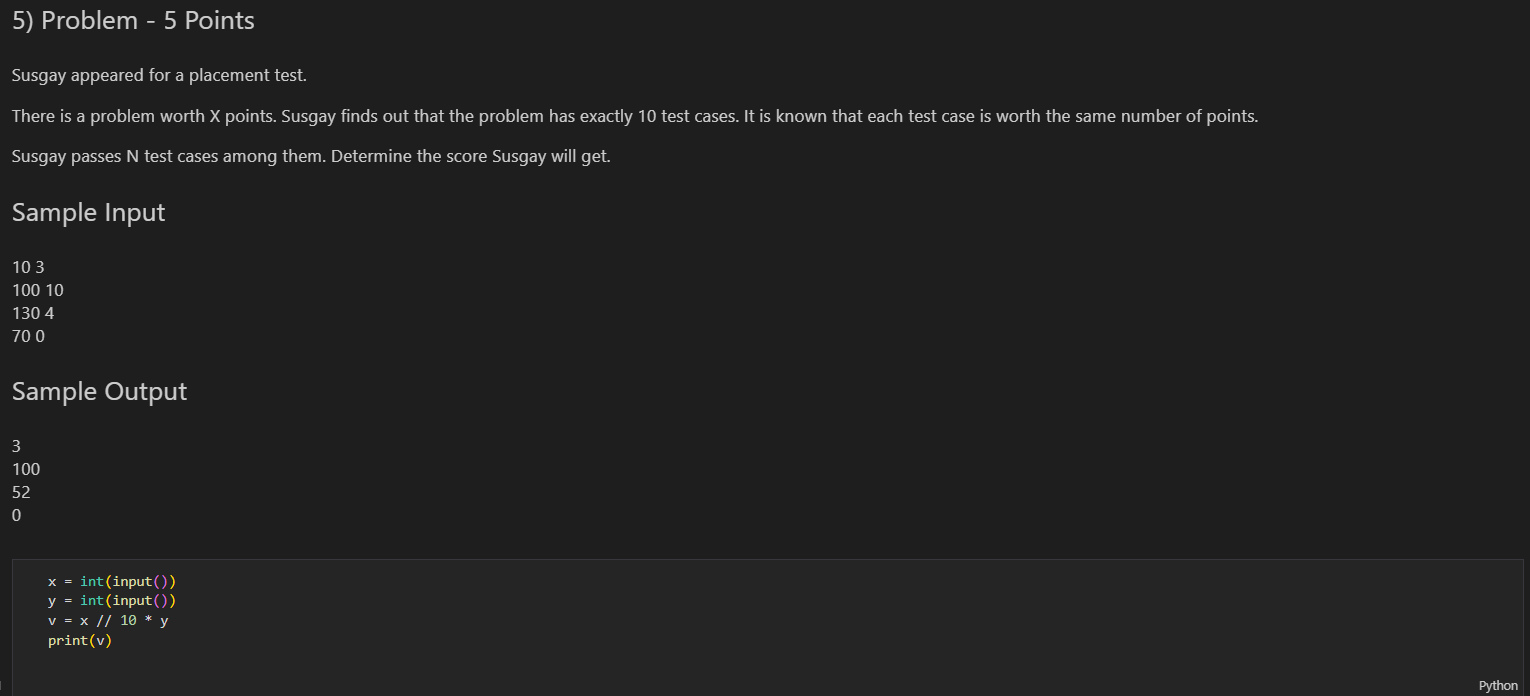 5) Problem - 5 Points
Susgay appeared for a placement test.
There is a problem worth X points. Susgay finds out that the problem has exactly 10 test cases. It is known that each test case is worth the same number of points.
Susgay passes N test cases among them. Determine the score Susgay will get.
Sample Input
10 3
100 10
130 4
70 0
Sample Output
3
100
52
0
x = int(input())
y = int(input())
v = x // 10 * y
print(v)
Python